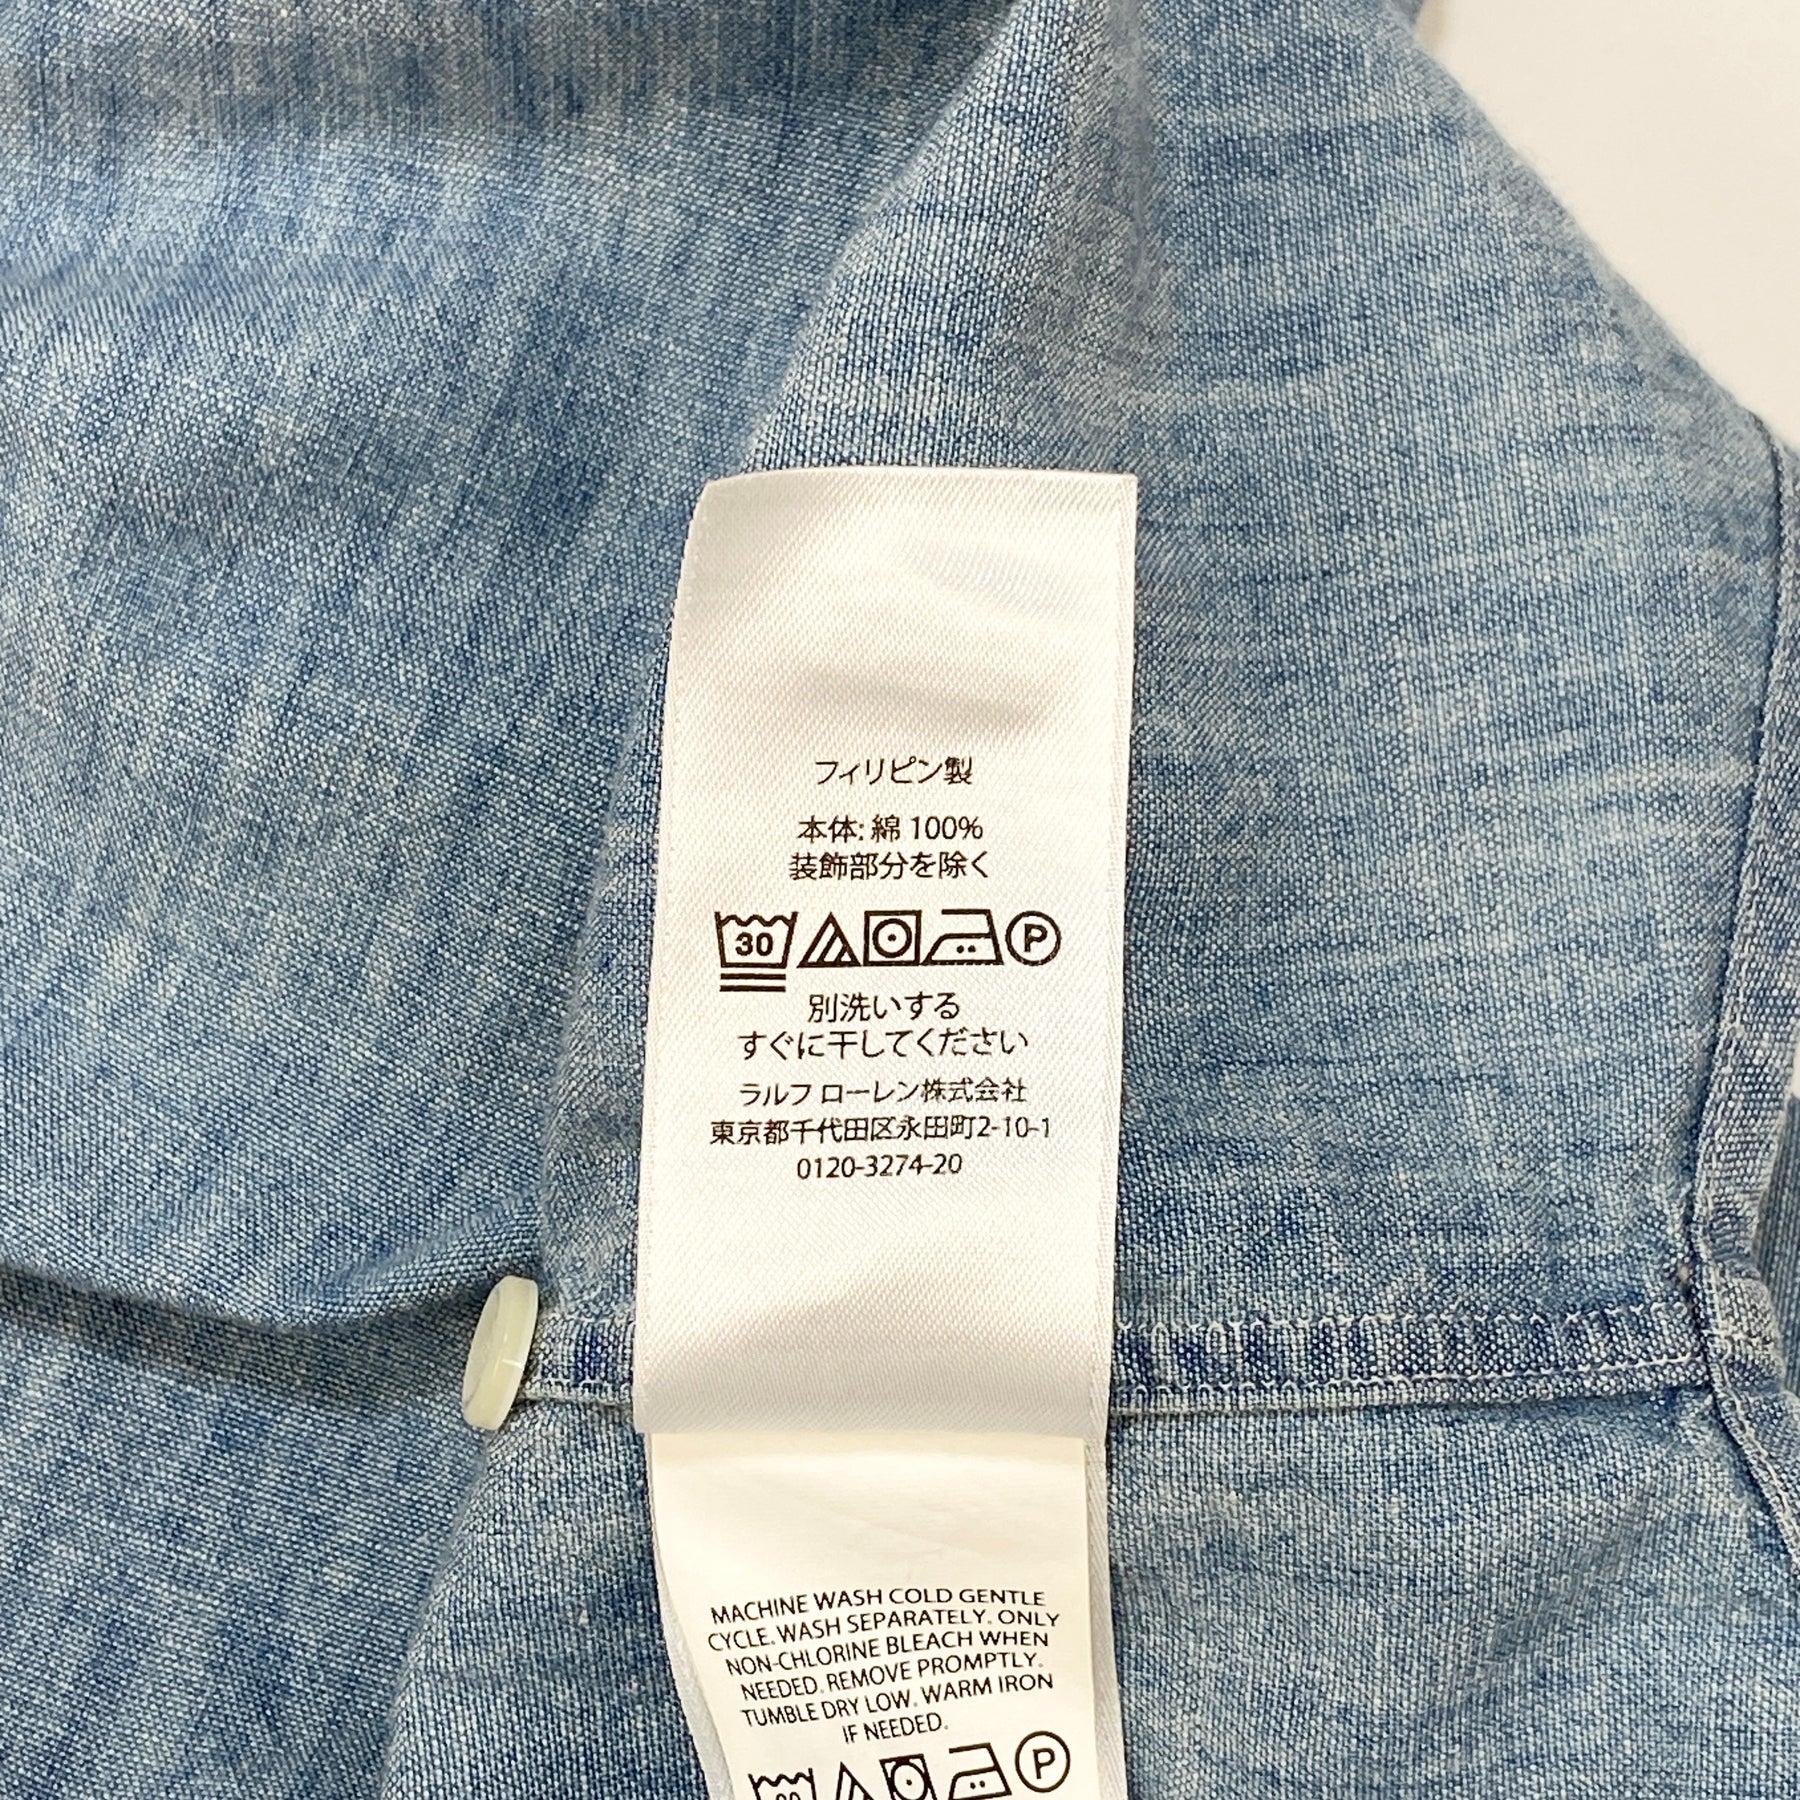 フィリピン製
本体: 綿 100%
装飾部分を除く
30 P
別洗いする
すぐに干してください
ラルフ ローレン株式会社
東京都千代田区永田町2-10-1
0120-3274-20
MACHINE WASH COLD GENTLE
CYCLE. WASH SEPARATELY. ONLY
NON-CHLORINE BLEACH WHEN
NEEDED. REMOVE PROMPTLY.
TUMBLE DRY LOW. WARM IRON
IF NEEDED.
P